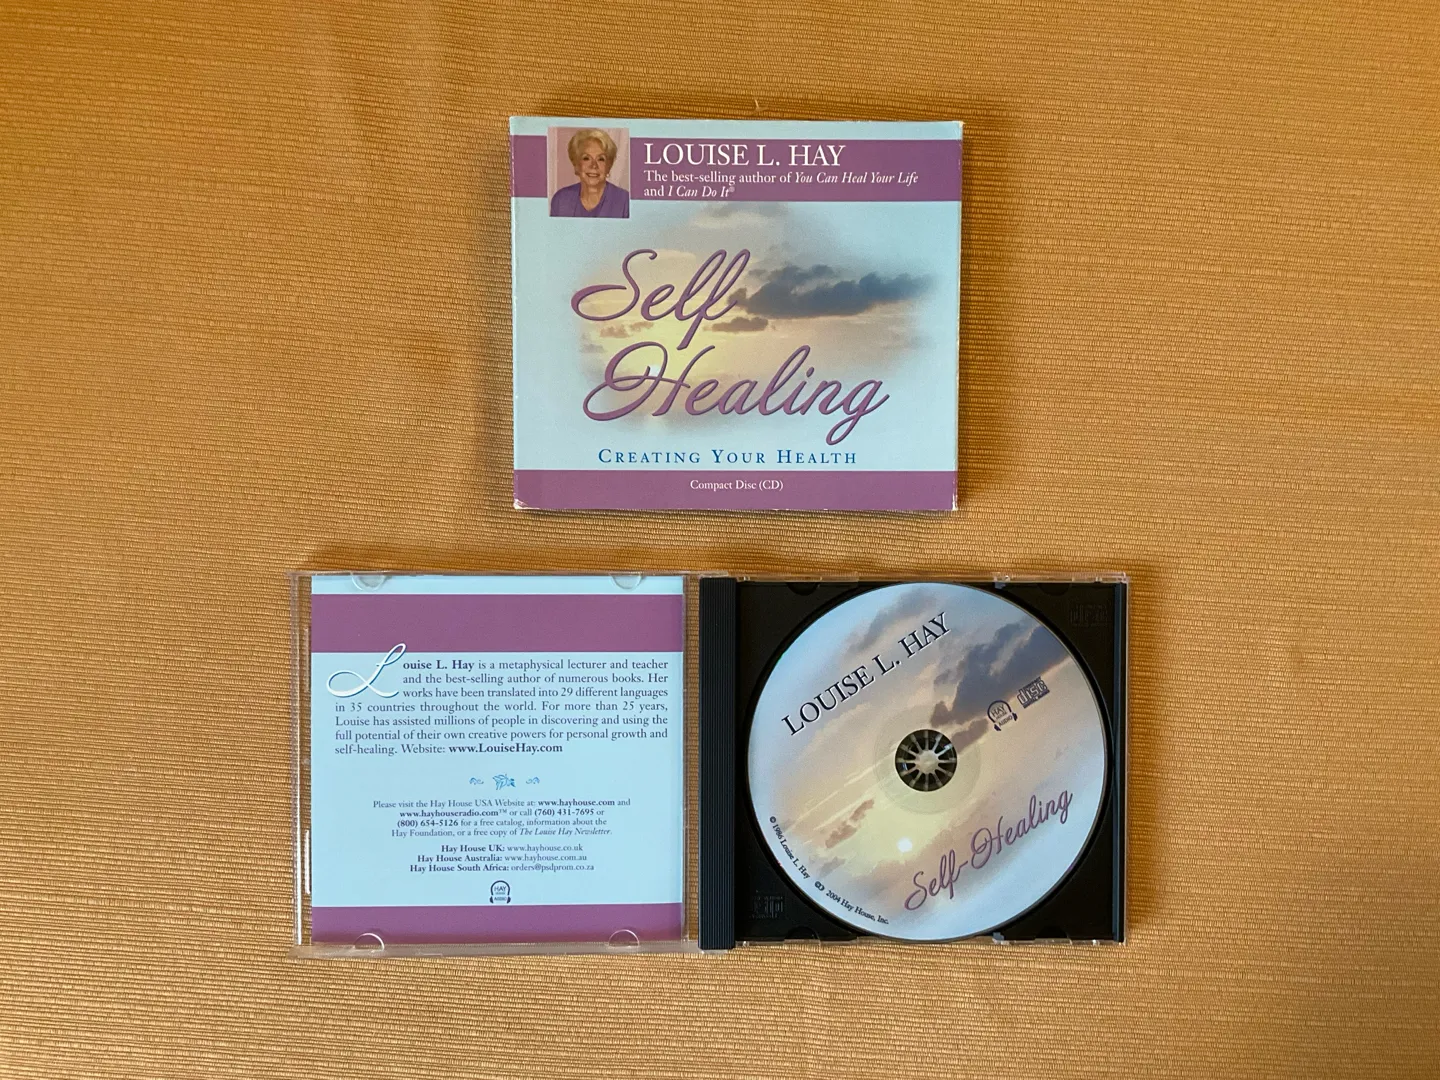 LOUISE L. HAY
The best-selling author of You Can Heal Your Life
and I Can Do It®
Self
Healing
CREATING YOUR HEALTH
Compact Disc (CD)
Louise L. Hay is a metaphysical lecturer and teacher
and the best-selling author of numerous books. Her
works have been translated into 29 different languages
in 35 countries throughout the world. For more than 25 years,
Louise has assisted millions of people in discovering and using the
full potential of their own creative powers for personal growth and
self-healing. Website: www.LouiseHay.com
Please visit the Hay House USA Website at: www.hayhouse.com and
www.hayhouseradio.com™ or call (760) 431-7695 or
(800) 654-5126 for a free catalog, information about the
Hay Foundation, or a free copy of The Louise Hay Newsletter.
Hay House UK: www.hayhouse.co.uk
Hay House Australia: www.hayhouse.com.au
Hay House South Africa: orders@psdprom.co.za
HAY
HOUSE
AUDIO
LOUISE L. HAY
HAY
HOUSE
AUDIO
disc
Self-Healing
© 1986 Louise L. Hay
℗ 2004 Hay House, Inc.